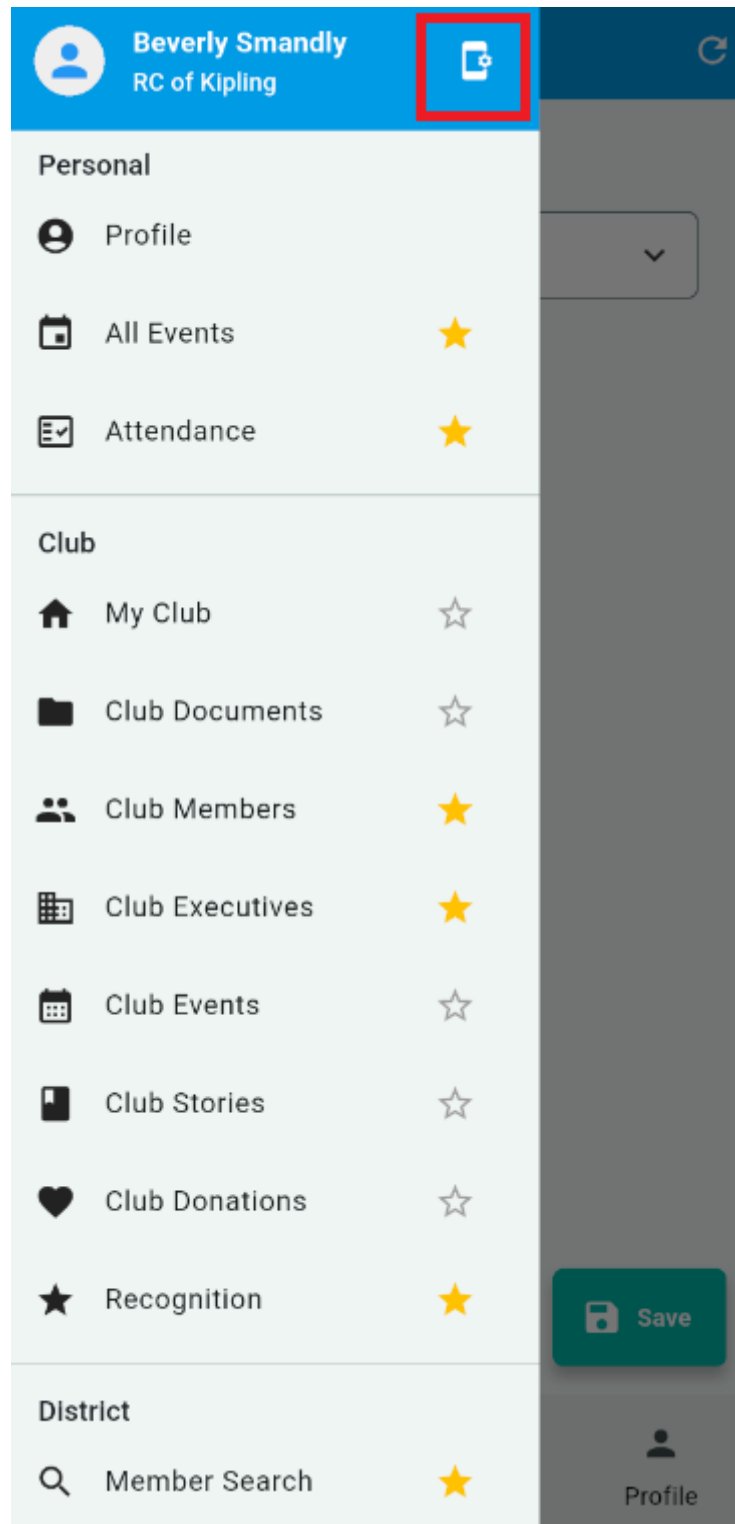 Beverly Smandly
RC of Kipling
Personal
Profile
All Events
Attendance
Club
My Club
Club Documents
Club Members
Club Executives
Club Events
Club Stories
Club Donations
Recognition
Save
District
Member Search
Profile